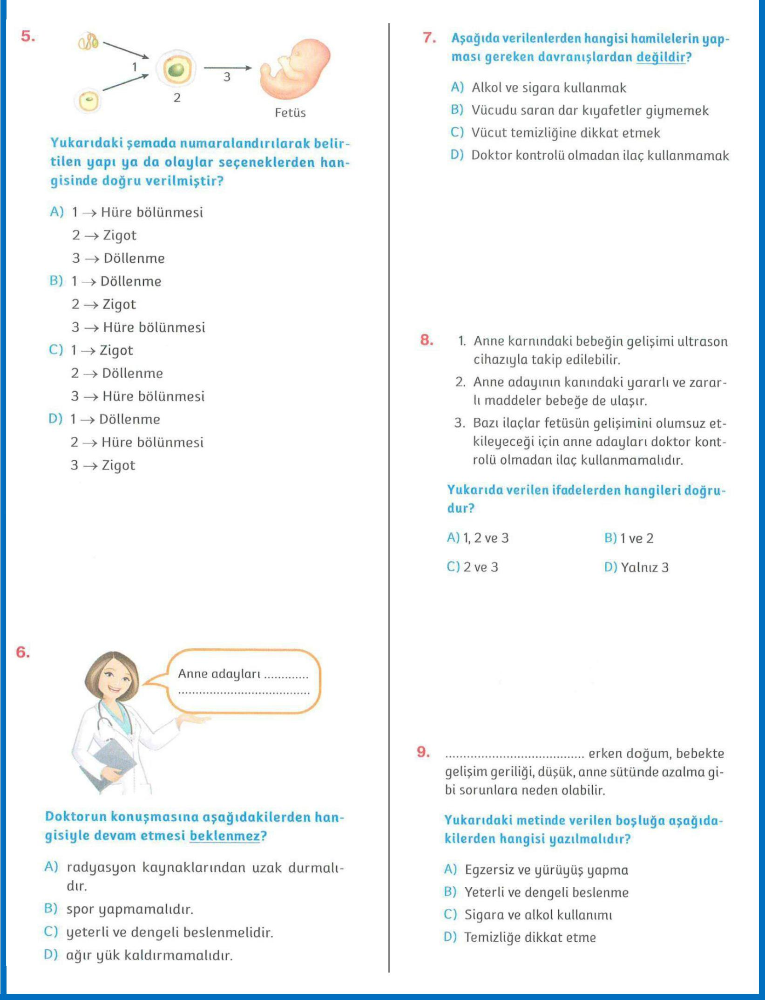 5.
1
2
3
Fetüs
Yukarıdaki şemada numaralandırılarak belir-
tilen yapı ya da olaylar seçeneklerden han-
gisinde doğru verilmiştir?
A) 1 → Hüre bölünmesi
2 → Zigot
3 → Döllenme
B) 1 → Döllenme
2 → Zigot
3 → Hüre bölünmesi
C) 1 → Zigot
2 → Döllenme
3 → Hüre bölünmesi
D) 1 → Döllenme
2 → Hüre bölünmesi
3 → Zigot
6.
Anne adayları .............
......................................
Doktorun konuşmasına aşağıdakilerden han-
gisiyle devam etmesi beklenmez?
A) radyasyon kaynaklarından uzak durmalı-
dır.
B) spor yapmamalıdır.
C) yeterli ve dengeli beslenmelidir.
D) ağır yük kaldırmamalıdır.
7. Aşağıda verilenlerden hangisi hamilelerin yap-
ması gereken davranışlardan değildir?
A) Alkol ve sigara kullanmak
B) Vücudu saran dar kıyafetler giymemek
C) Vücut temizliğine dikkat etmek
D) Doktor kontrolü olmadan ilaç kullanmamak
8. 1. Anne karnındaki bebeğin gelişimi ultrason
cihazıyla takip edilebilir.
2. Anne adayının kanındaki yararlı ve zarar-
lı maddeler bebeğe de ulaşır.
3. Bazı ilaçlar fetüsün gelişimini olumsuz et-
kileyeceği için anne adayları doktor kont-
rolü olmadan ilaç kullanmamalıdır.
Yukarıda verilen ifadelerden hangileri doğru-
dur?
A) 1, 2 ve 3 B) 1 ve 2
C) 2 ve 3 D) Yalnız 3
9. ....................................... erken doğum, bebekte
gelişim geriliği, düşük, anne sütünde azalma gi-
bi sorunlara neden olabilir.
Yukarıdaki metinde verilen boşluğa aşağıda-
kilerden hangisi yazılmalıdır?
A) Egzersiz ve yürüyüş yapma
B) Yeterli ve dengeli beslenme
C) Sigara ve alkol kullanımı
D) Temizliğe dikkat etme